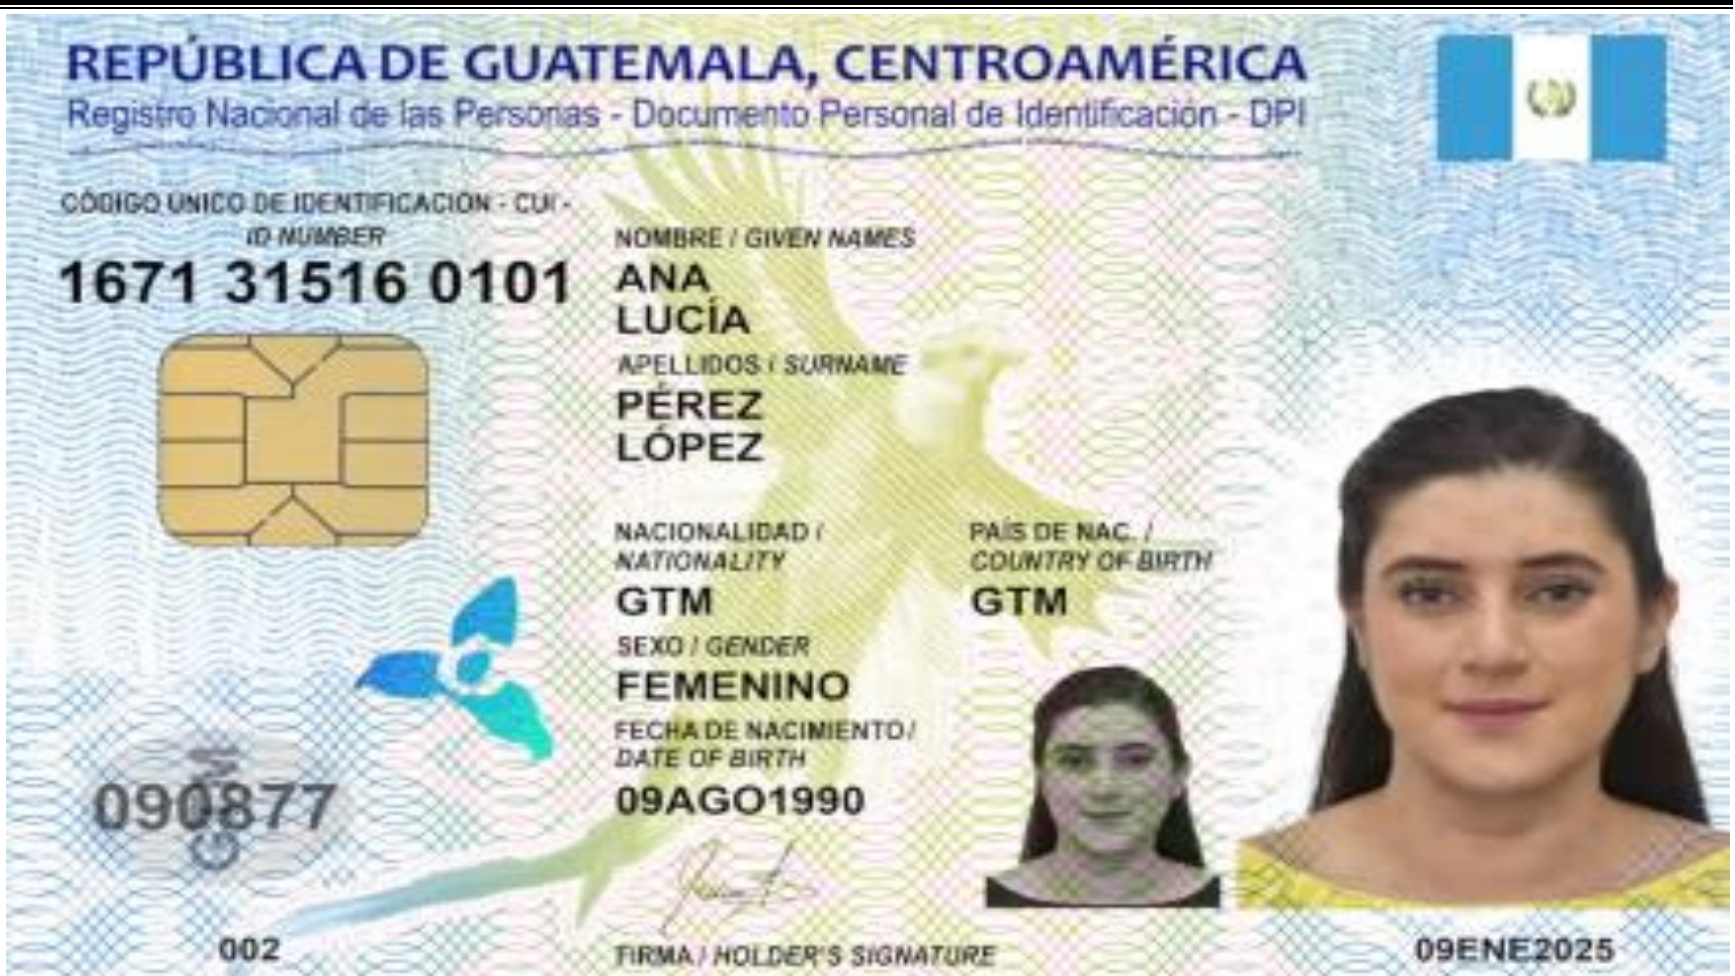 REPÚBLICA DE GUATEMALA, CENTROAMÉRICA
Registro Nacional de las Personas - Documento Personal de Identificación - DPI
CÓDIGO UNICO DE IDENTIFICACION - CUI -
ID NUMBER
1671 31516 0101
NOMBRE / GIVEN NAMES
ANA
LUCÍA
APELLIDOS / SURNAME
PÉREZ
LÓPEZ
NACIONALIDAD /
NATIONALITY
GTM
PAÍS DE NAC. /
COUNTRY OF BIRTH
GTM
SEXO / GENDER
FEMENINO
FECHA DE NACIMIENTO /
DATE OF BIRTH
09AGO1990
090877
GTM
002
FIRMA / HOLDER'S SIGNATURE
09ENE2025